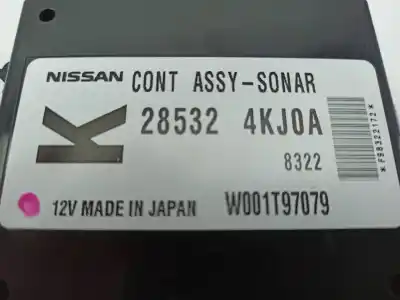 NISSAN CONT ASSY-SONAR
K
28532 4KJ0A
8322
12V MADE IN JAPAN W001T97079